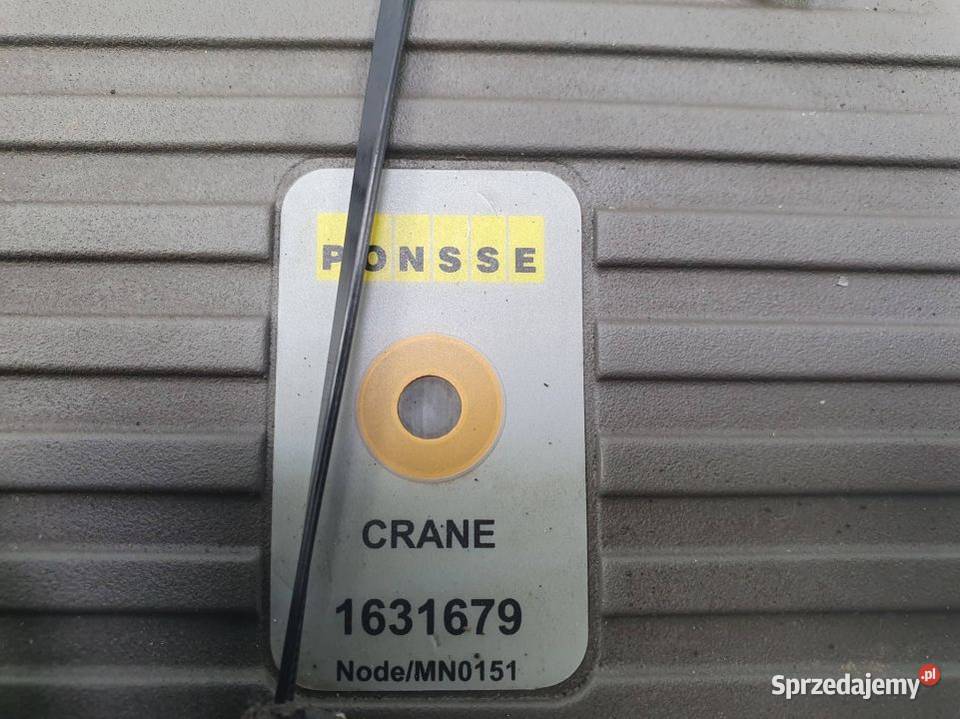 PONSSE
CRANE
1631679
Node/MN0151
Sprzedajemy.pl